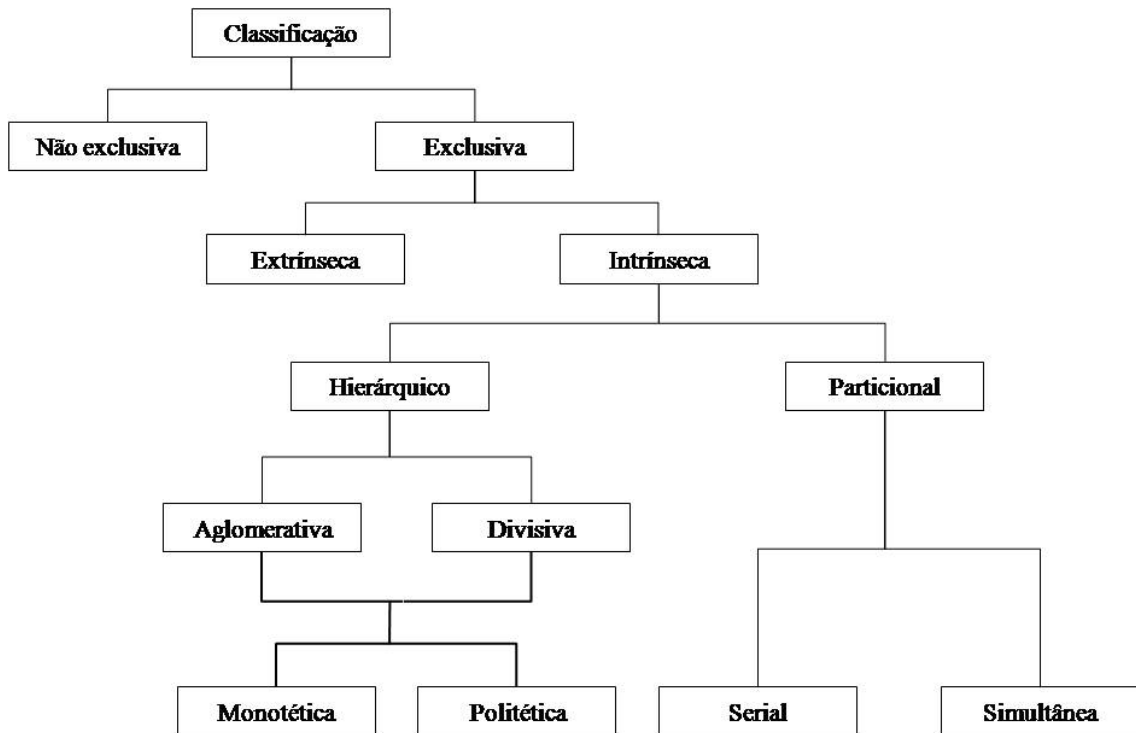 Classificação
Não exclusiva
Exclusiva
Extrínseca
Intrínseca
Hierárquico
Particional
Aglomerativa
Divisiva
Monotética
Politética
Serial
Simultânea